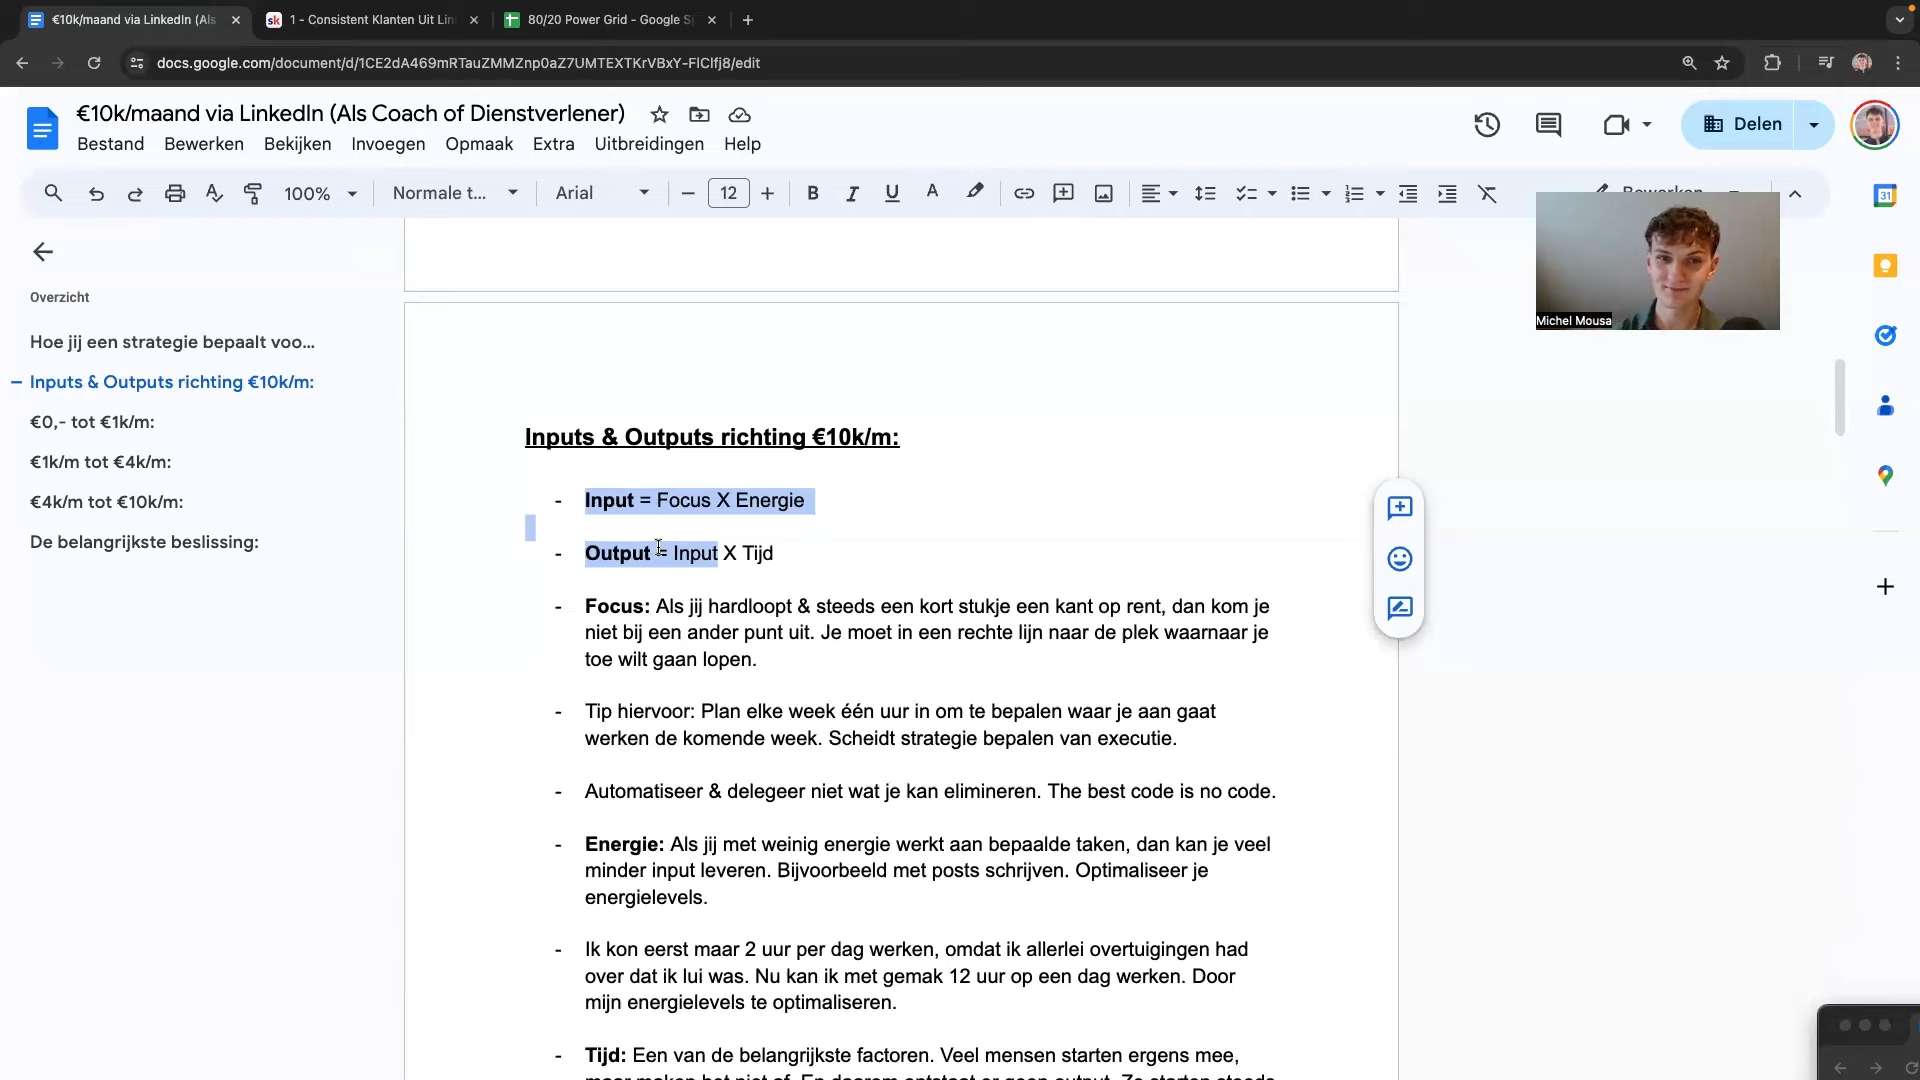 €10k/maand via LinkedIn (Als
1 - Consistent Klanten Uit Lin
80/20 Power Grid - Google S
docs.google.com/document/d/1CE2dA469mRTauZMMZnp0aZ7UMTEXTKrVBxY-FlClfj8/edit
€10k/maand via LinkedIn (Als Coach of Dienstverlener)
Bestand Bewerken Bekijken Invoegen Opmaak Extra Uitbreidingen Help
Delen
100% Normale t... Arial 12
Bewerken
Michel Mousa
Overzicht
Hoe jij een strategie bepaalt voo...
Inputs & Outputs richting €10k/m:
€0,- tot €1k/m:
€1k/m tot €4k/m:
€4k/m tot €10k/m:
De belangrijkste beslissing:
Inputs & Outputs richting €10k/m:
- Input = Focus X Energie
- Output = Input X Tijd
- Focus: Als jij hardloopt & steeds een kort stukje een kant op rent, dan kom je
niet bij een ander punt uit. Je moet in een rechte lijn naar de plek waarnaar je
toe wilt gaan lopen.
- Tip hiervoor: Plan elke week één uur in om te bepalen waar je aan gaat
werken de komende week. Scheidt strategie bepalen van executie.
- Automatiseer & delegeer niet wat je kan elimineren. The best code is no code.
- Energie: Als jij met weinig energie werkt aan bepaalde taken, dan kan je veel
minder input leveren. Bijvoorbeeld met posts schrijven. Optimaliseer je
energielevels.
- Ik kon eerst maar 2 uur per dag werken, omdat ik allerlei overtuigingen had
over dat ik lui was. Nu kan ik met gemak 12 uur op een dag werken. Door
mijn energielevels te optimaliseren.
- Tijd: Een van de belangrijkste factoren. Veel mensen starten ergens mee,